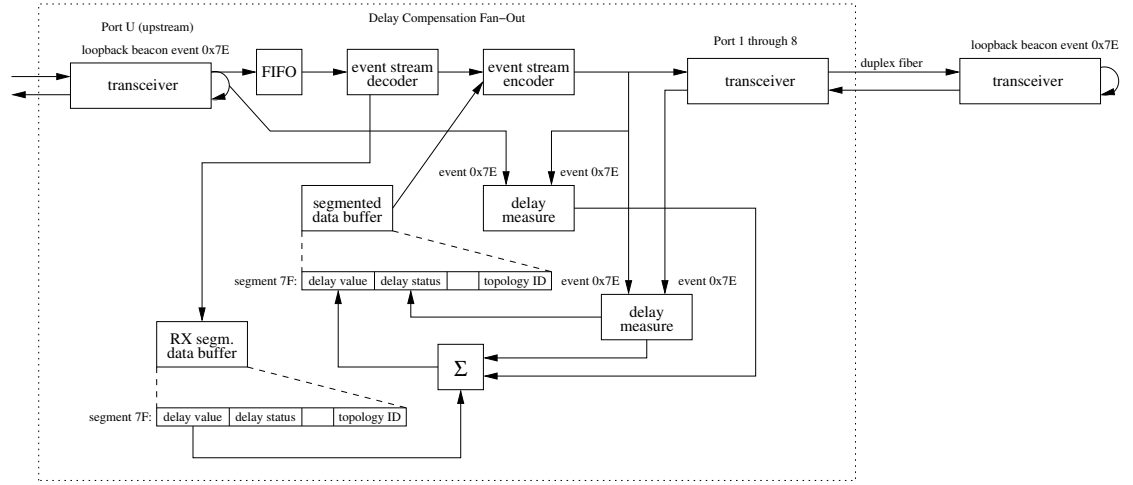 Delay Compensation Fan-Out
Port U (upstream)
loopback beacon event 0x7E
transceiver
FIFO
event stream
decoder
event stream
encoder
Port 1 through 8
transceiver
duplex fiber
loopback beacon event 0x7E
transceiver
event 0x7E
event 0x7E
segmented
data buffer
delay
measure
segment 7F:
delay value
delay status
topology ID
event 0x7E
event 0x7E
delay
measure
RX segm.
data buffer
Σ
segment 7F:
delay value
delay status
topology ID